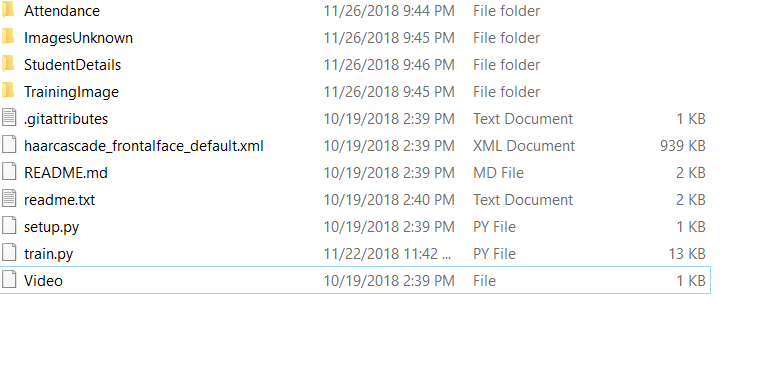 Attendance 11/26/2018 9:44 PM File folder
ImagesUnknown 11/26/2018 9:45 PM File folder
StudentDetails 11/26/2018 9:46 PM File folder
TrainingImage 11/26/2018 9:45 PM File folder
.gitattributes 10/19/2018 2:39 PM Text Document 1 KB
haarcascade_frontalface_default.xml 10/19/2018 2:39 PM XML Document 939 KB
README.md 10/19/2018 2:39 PM MD File 2 KB
readme.txt 10/19/2018 2:40 PM Text Document 2 KB
setup.py 10/19/2018 2:39 PM PY File 1 KB
train.py 11/22/2018 11:42 ... PY File 13 KB
Video 10/19/2018 2:39 PM File 1 KB